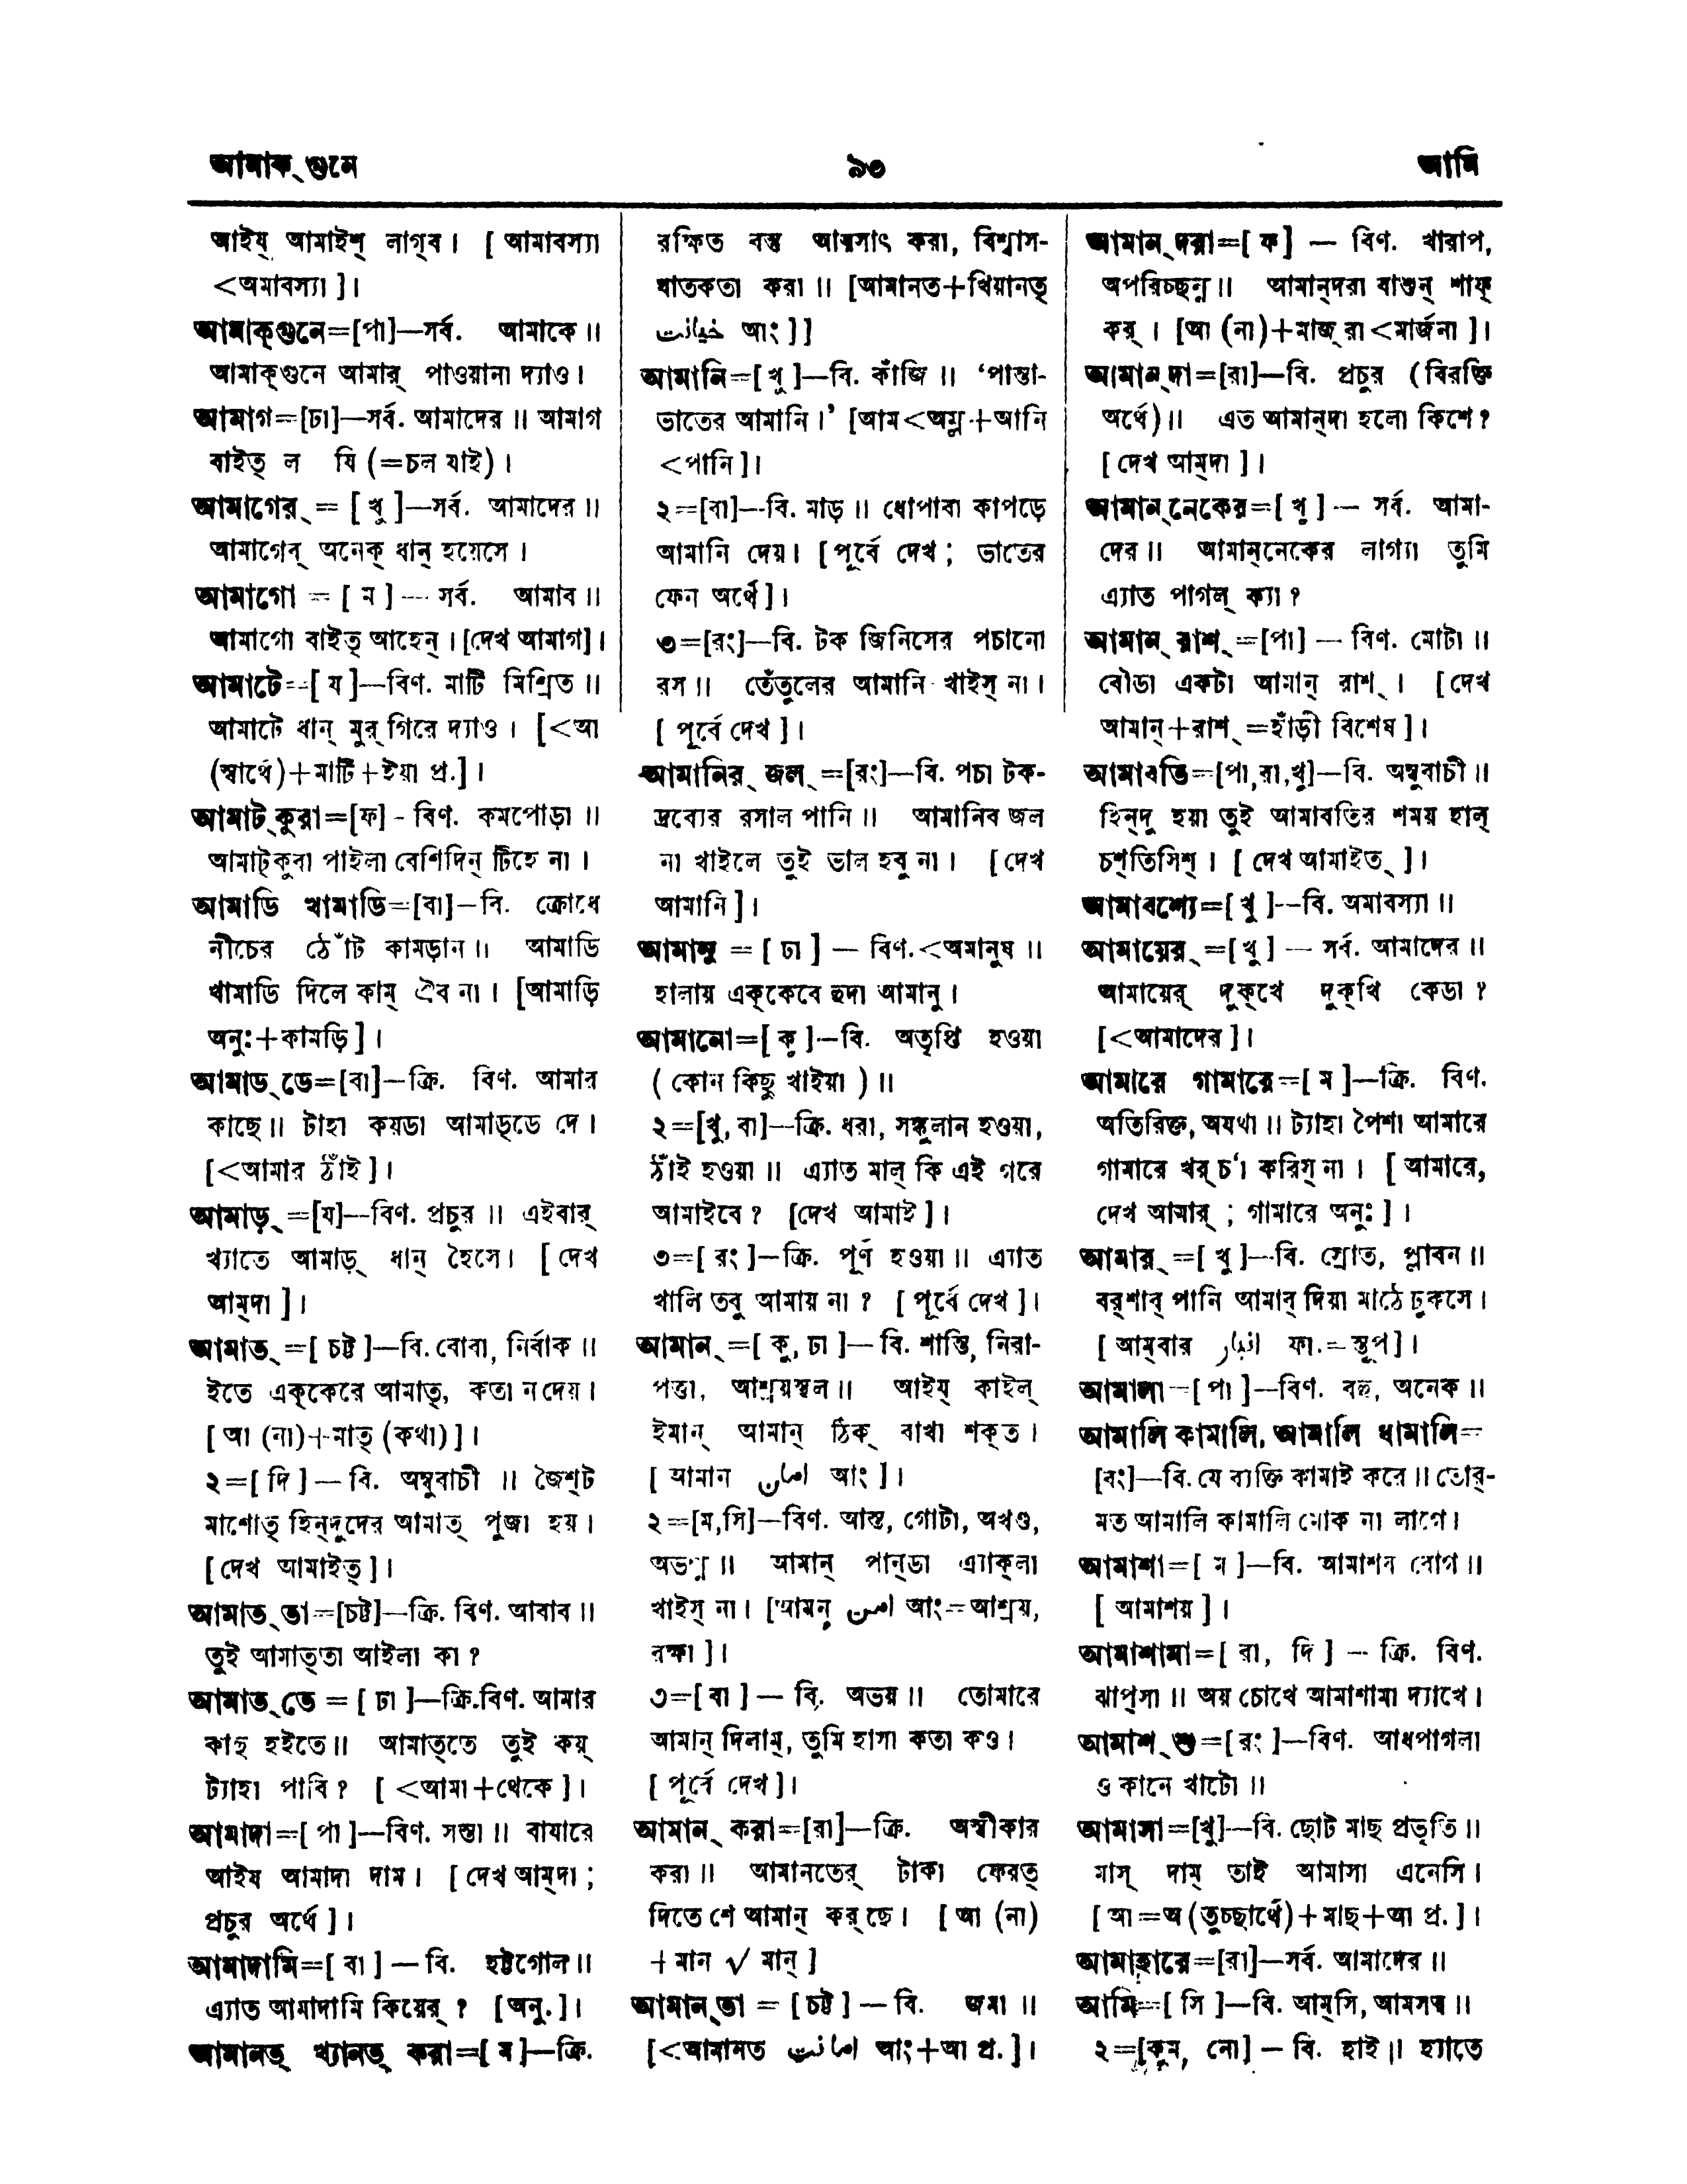 আমাক্‌গুনে
৯৩
আমি
আইয্ আমাইশ্ লাগ্‌ব। [ আমাবস্যা
<অমাবস্যা ]।
আমাক্‌গুনে=[পা]—সর্ব. আমাকে॥
আমাক্‌গুনে আমার্ পাওয়ানা দ্যাও।
আমাগ=[ঢা]—সর্ব. আমাদের॥ আমাগ
বাইত্ ল যি (=চল যাই)।
আমাগের্ = [ খু ]—সর্ব. আমাদের॥
আমাগেব্ অনেক্ ধান্ হয়েসে।
আমাগো = [ ম ] — সর্ব. আমাব॥
আমাগো বাইত্ আহেন্। [দেখ আমাগ]।
আমাটে=[ য ]—বিণ. মাটি মিশ্রিত॥
আমাটে ধান্ মুর্‌গিরে দ্যাও। [<আ
(স্বার্থে)+মাটি+ইয়া প্র.]।
আমাট্‌কুরা=[ফ] - বিণ. কমপোড়া॥
আমাট্‌কুবা পাইলা বেশিদিন্ টিহে না।
আমাডি খামাডি=[বা]—বি. ক্রোধে
নীচের ঠোঁট কামড়ান॥ আমাডি
খামাডি দিলে কাম্ ঐব না। [আমাড়ি
অনুঃ+কামড়ি]।
আমাড্‌ডে=[বা]—ক্রি. বিণ. আমার
কাছে॥ টাহা কয়ডা আমাড্‌ডে দে।
[<আমার ঠাঁই]।
আমাড়্ =[য]—বিণ. প্রচুর॥ এইবার্
খ্যাতে আমাড়্ ধান্ হৈসে। [ দেখ
আম্‌দা ]।
আমাত্ =[ চট্ট ]—বি. বোবা, নির্বাক॥
ইতে এক্‌কেরে আমাত্, কতা ন দেয়।
[ আ (না)+মাত্ (কথা)]।
২=[ দি ] — বি. অম্বুবাচী॥ জৈশ্‌ট
মাশোত্ হিন্‌দুদের আমাত্ পুজা হয়।
[ দেখ আমাইত্]।
আমাত্‌তা=[চট্ট]—ক্রি. বিণ. আবাব॥
তুই আমাত্‌তা আইলা কা?
আমাত্‌তে = [ ঢা ]—ক্রি.বিণ. আমার
কাছ হইতে॥ আমাত্‌তে তুই কয়্
ট্যাহা পাবি? [ <আমা+থেকে ]।
আমাদা=[ পা ]—বিণ. সস্তা॥ বাযারে
আইয আমাদা দাম। [ দেখ আম্‌দা ;
প্রচুর অর্থে ]।
আমাদামি=[ বা ] — বি. হট্টগোল॥
এ্যাত আমাদামি কিয়ের্ ? [অনু.]।
আমানত্ খ্যানত্ করা=[ ম ]—ক্রি.
রক্ষিত বস্তু আত্মসাৎ করা, বিশ্বাস-
ঘাতকতা করা॥ [আমানত+খিয়ানত্
خيانت আং]]
আমানি=[ খু ]—বি. কাঁজি॥ ‘পান্তা-
ভাতের আমানি।’ [আম<অম্ল+আনি
<পানি]।
২=[বা]—বি. মাড়॥ ধোপাবা কাপড়ে
আমানি দেয়। [ পূর্বে দেখ ; ভাতের
ফেন অর্থে]।
৩=[রং]—বি. টক জিনিসের পচানো
রস॥ তেঁতুলের আমানি খাইস্ না।
[ পূর্বে দেখ ]।
আমানির্ জল্ =[রং]—বি. পচা টক-
দ্রব্যের রসাল পানি॥ আমানিব জল
না খাইলে তুই ভাল হবু না। [দেখ
আমানি]।
আমানু = [ ঢা ] — বিণ.<অমানুষ॥
হালায় এক্‌কেবে হুদা আমানু।
আমানো=[ কু ]—বি. অতৃপ্তি হওয়া
( কোন কিছু খাইয়া )॥
২=[খু, বা]—ক্রি. ধরা, সঙ্কুলান হওয়া,
ঠাঁই হওয়া॥ এ্যাত মাল্ কি এই গরে
আমাইবে? [দেখ আমাই]।
৩=[ রং ]—ক্রি. পূর্ণ হওয়া॥ এ্যাত
খালি তবু আমায় না? [ পূর্বে দেখ ]।
আমান্ =[ কু, ঢা ]— বি. শান্তি, নিরা-
পত্তা, আশ্রয়স্থল॥ আইয্ কাইল্
ইমান্ আমান্ ঠিক্ বাখা শক্‌ত।
[ আমান امان আং ]।
২=[ম,সি]—বিণ. আস্ত, গোটা, অখণ্ড,
অভগ্ন॥ আমান্ পান্‌ডা এ্যাক্‌লা
খাইস্ না। [আমন্ امن আং=আশ্রয়,
বক্ষা ]।
৩=[ বা ] — বি. অভয়॥ তোমারে
আমান্ দিলাম্, তুমি হাসা কতা কও।
[ পূর্বে দেখ]।
আমান্ করা=[রা]—ক্রি. অস্বীকার
করা॥ আমানতের্ টাকা ফেরত্
দিতে শে আমান্ কর্‌ছে। [ আ (না)
+মান √ মান্ ]
আমান্‌তা = [ চট্ট ] — বি. জমা॥
[<আমানত امانت আং+আ প্র.]।
আমান্‌দরা=[ ফ ] — বিণ. খারাপ,
অপরিচ্ছন্ন॥ আমান্‌দরা বাশুন্ শাফ্
কর্। [আ (না)+মাজ্‌রা<মার্জনা ]।
আমান্‌দা=[রা]—বি. প্রচুর (বিরক্তি
অর্থে)॥ এত আমান্‌দা হলো কিশে?
[ দেখ আম্‌দা ]।
আমান্‌নেকের=[ খু ] — সর্ব. আমা-
দের॥ আমান্‌নেকের লাগ্যা তুমি
এ্যাত পাগল্ ক্যা?
আমান্ রাশ্ =[পা] — বিণ. মোটা॥
বৌডা একটা আমান্ রাশ্। [দেখ
আমান্+রাশ্ =হাঁড়ী বিশেষ]।
আমাবতি=[পা,রা,খু]—বি. অম্বুবাচী॥
হিন্‌দু হয়া তুই আমাবতির শময় হাল্
চশ্‌তিসিশ্। [ দেখ আমাইত্ ]।
আমাবশ্যে=[ খু ]--বি. অমাবস্যা॥
আমায়ের্ =[খু ] — সর্ব. আমাদের॥
আমায়ের্ দুক্‌খে দুক্‌খি কেডা?
[<আমাদের]।
আমারে গামারে=[ ম ]—ক্রি. বিণ.
অতিরিক্ত, অযথা॥ ট্যাহা পৈশা আমারে
গামারে খর্‌চা করিস্ না। [ আমারে,
দেখ আমার্ ; গামারে অনুঃ]।
আমার্ =[ খু ]—বি. স্রোত, প্লাবন॥
বর্‌শাব্ পানি আমাব্ দিয়া মাঠে ঢুকসে।
[ আম্‌বার انبار ফা.=স্তূপ]।
আমালা=[ পা ]—বিণ. বহু, অনেক॥
আমালি কামালি, আমালি ধামালি=
[বং]—বি. যে ব্যক্তি কামাই করে॥ তোর্-
মত আমালি কামালি মোক না লাগে।
আমাশা=[ ম ]—বি. আমাশয বোগ॥
[ আমাশয় ]।
আমাশামা=[ রা, দি ] — ক্রি. বিণ.
ঝাপ্‌সা॥ অয় চোখে আমাশামা দ্যাখে।
আমাশ্‌শু=[রং ]—বিণ. আধপাগলা
ও কানে খাটো॥
আমাসা=[খু]—বি. ছোট মাছ প্রভৃতি॥
মাস্ দাম্ তাই আমাসা এনেসি।
[ আ=অ (তুচ্ছার্থে)+মাছ+আ প্র. ]।
আমাহারে=[রা]—সর্ব. আমাদের॥
আমি=[ সি ]—বি. আম্‌সি, আমসত্ত্ব॥
২=[কুম, নো] — বি. হাই॥ হ্যাতে